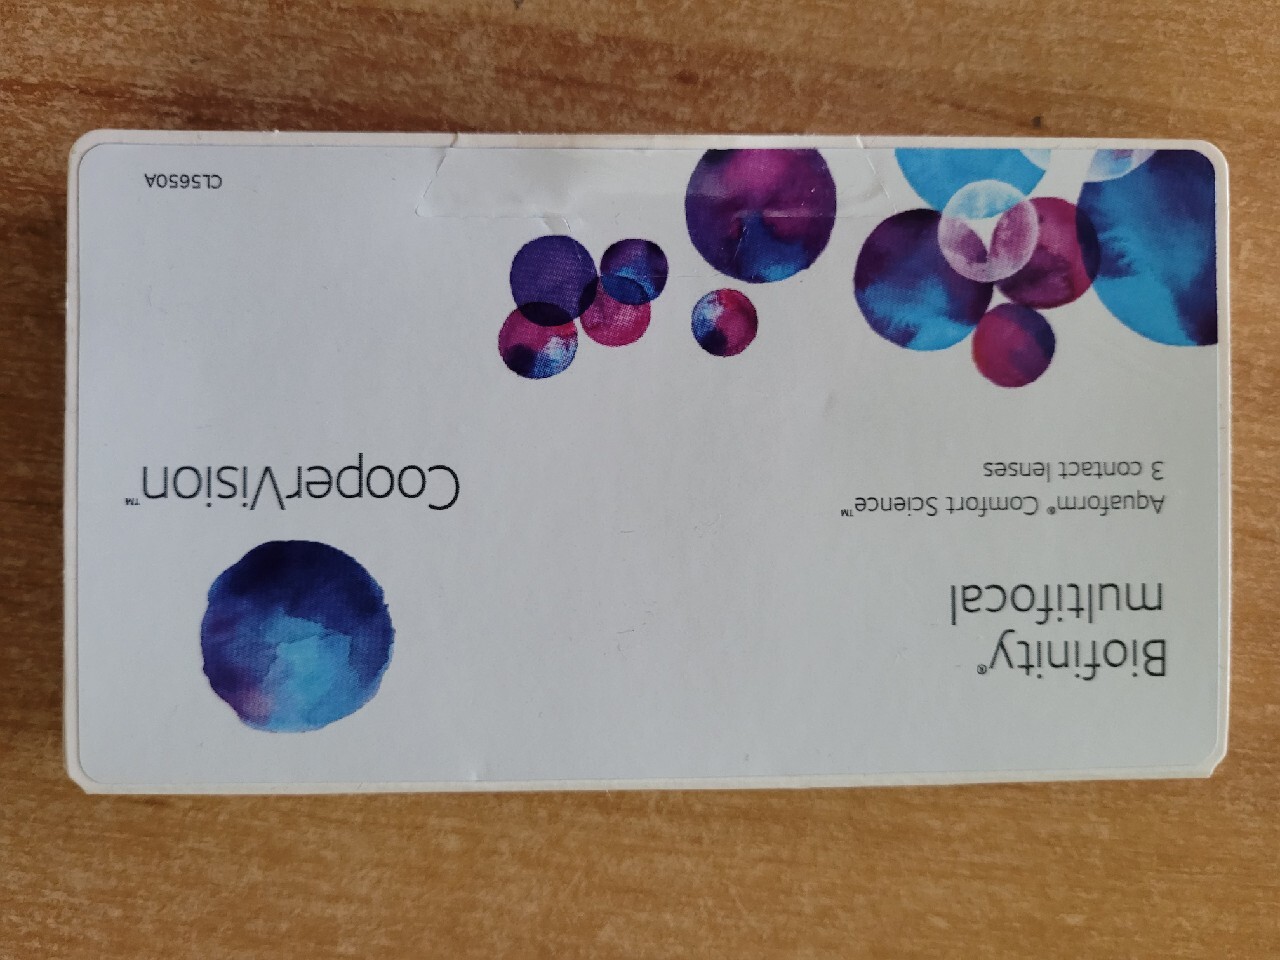 Biofinity®
multifocal
Aquaform® Comfort Science™
3 contact lenses
CooperVision™
CL5650A